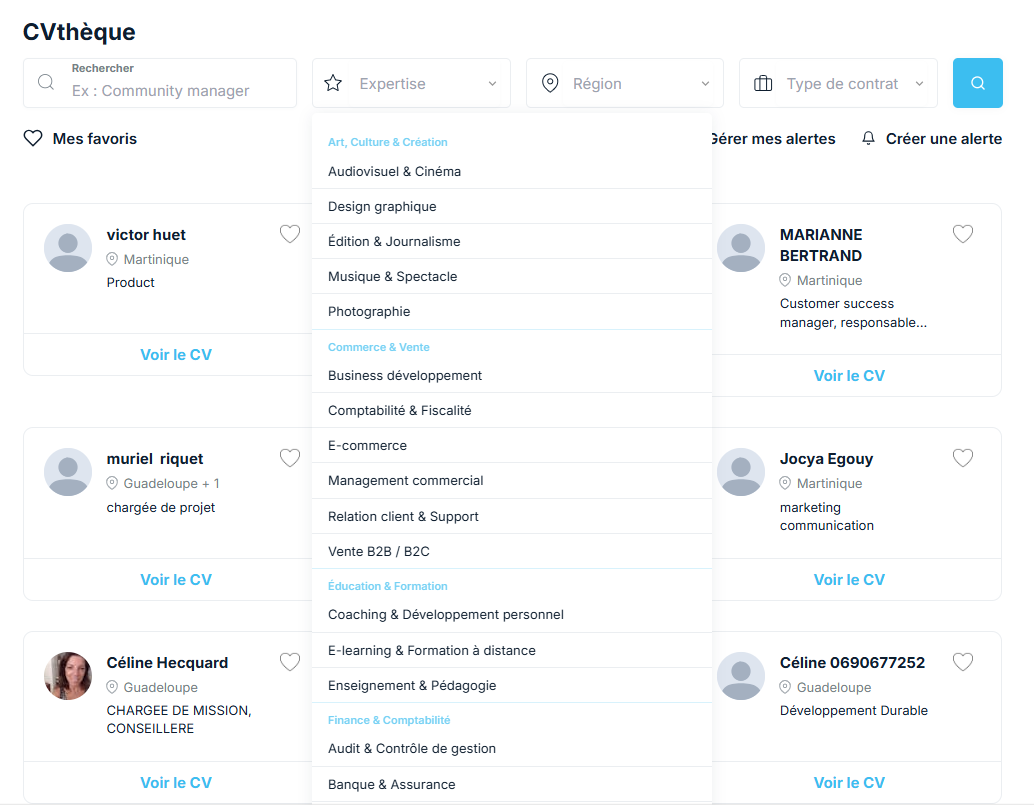 CVthèque
Rechercher
Ex : Community manager
Expertise
Région
Type de contrat
Mes favoris
Gérer mes alertes
Créer une alerte
Art, Culture & Création
Audiovisuel & Cinéma
Design graphique
Édition & Journalisme
Musique & Spectacle
Photographie
Commerce & Vente
Business développement
Comptabilité & Fiscalité
E-commerce
Management commercial
Relation client & Support
Vente B2B / B2C
Éducation & Formation
Coaching & Développement personnel
E-learning & Formation à distance
Enseignement & Pédagogie
Finance & Comptabilité
Audit & Contrôle de gestion
Banque & Assurance
victor huet
Martinique
Product
Voir le CV
MARIANNE
BERTRAND
Martinique
Customer success
manager, responsable...
Voir le CV
muriel riquet
Guadeloupe + 1
chargée de projet
Voir le CV
Jocya Egouy
Martinique
marketing
communication
Voir le CV
Céline Hecquard
Guadeloupe
CHARGEE DE MISSION,
CONSEILLERE
Voir le CV
Céline 0690677252
Guadeloupe
Développement Durable
Voir le CV